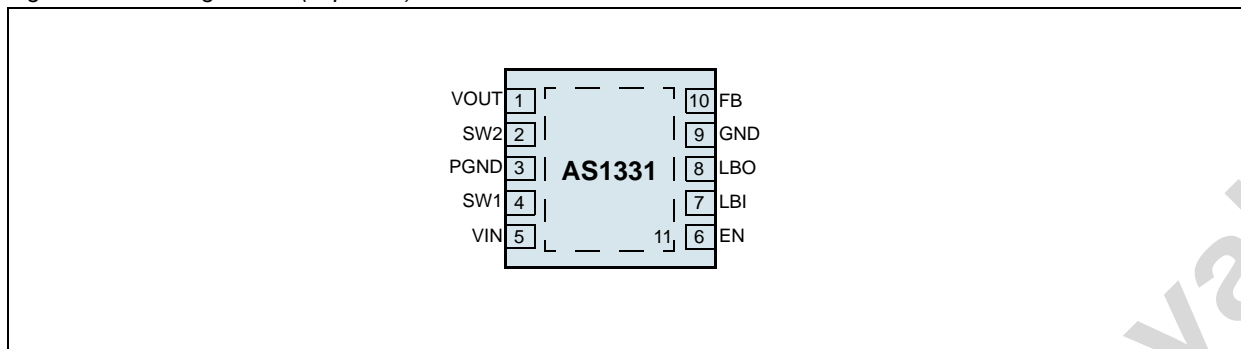 VOUT 1 10 FB
SW2 2 9 GND
PGND 3 AS1331 8 LBO
SW1 4 7 LBI
VIN 5 11 6 EN